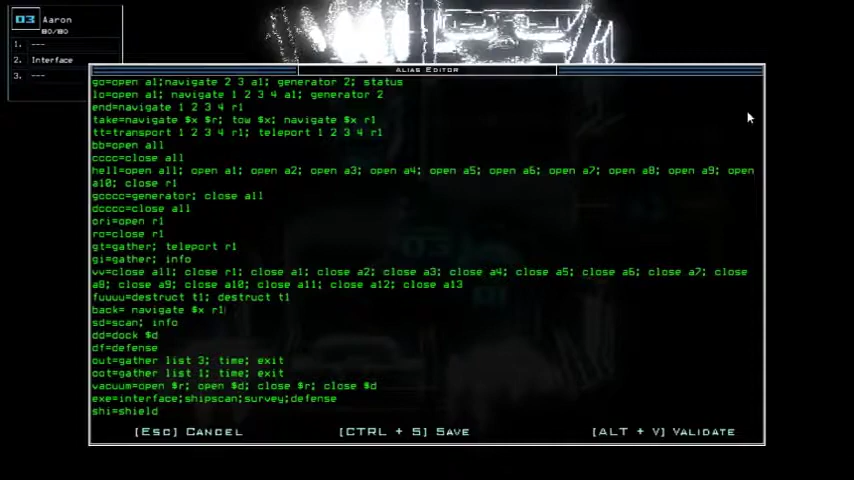 03 Aaron
80/80
1. ---
2. Interface
3. ---
Alias Editor
go=open a1;navigate 2 3 a1; generator 2; status
lo=open a1; navigate 1 2 3 4 a1; generator 2
end=navigate 1 2 3 4 r1
take=navigate $x $r; tow $x; navigate $x r1
tt=transport 1 2 3 4 r1; teleport 1 2 3 4 r1
bb=open all
cccc=close all
hell=open all; open a1; open a2; open a3; open a4; open a5; open a6; open a7; open a8; open a9; open
a10; close r1
gcccc=generator; close all
dcccc=close all
ori=open r1
ro=close r1
gt=gather; teleport r1
gi=gather; info
vv=close all; close r1; close a1; close a2; close a3; close a4; close a5; close a6; close a7; close
a8; close a9; close a10; close a11; close a12; close a13
fuuuu=destruct t1; destruct t1
back= navigate $x r1
sd=scan; info
dd=dock $d
df=defense
out=gather list 3; time; exit
oot=gather list 1; time; exit
vacuum=open $r; open $d; close $r; close $d
exe=interface;shipscan;survey;defense
shi=shield
[Esc] Cancel
[CTRL + S] Save
[ALT + V] Validate